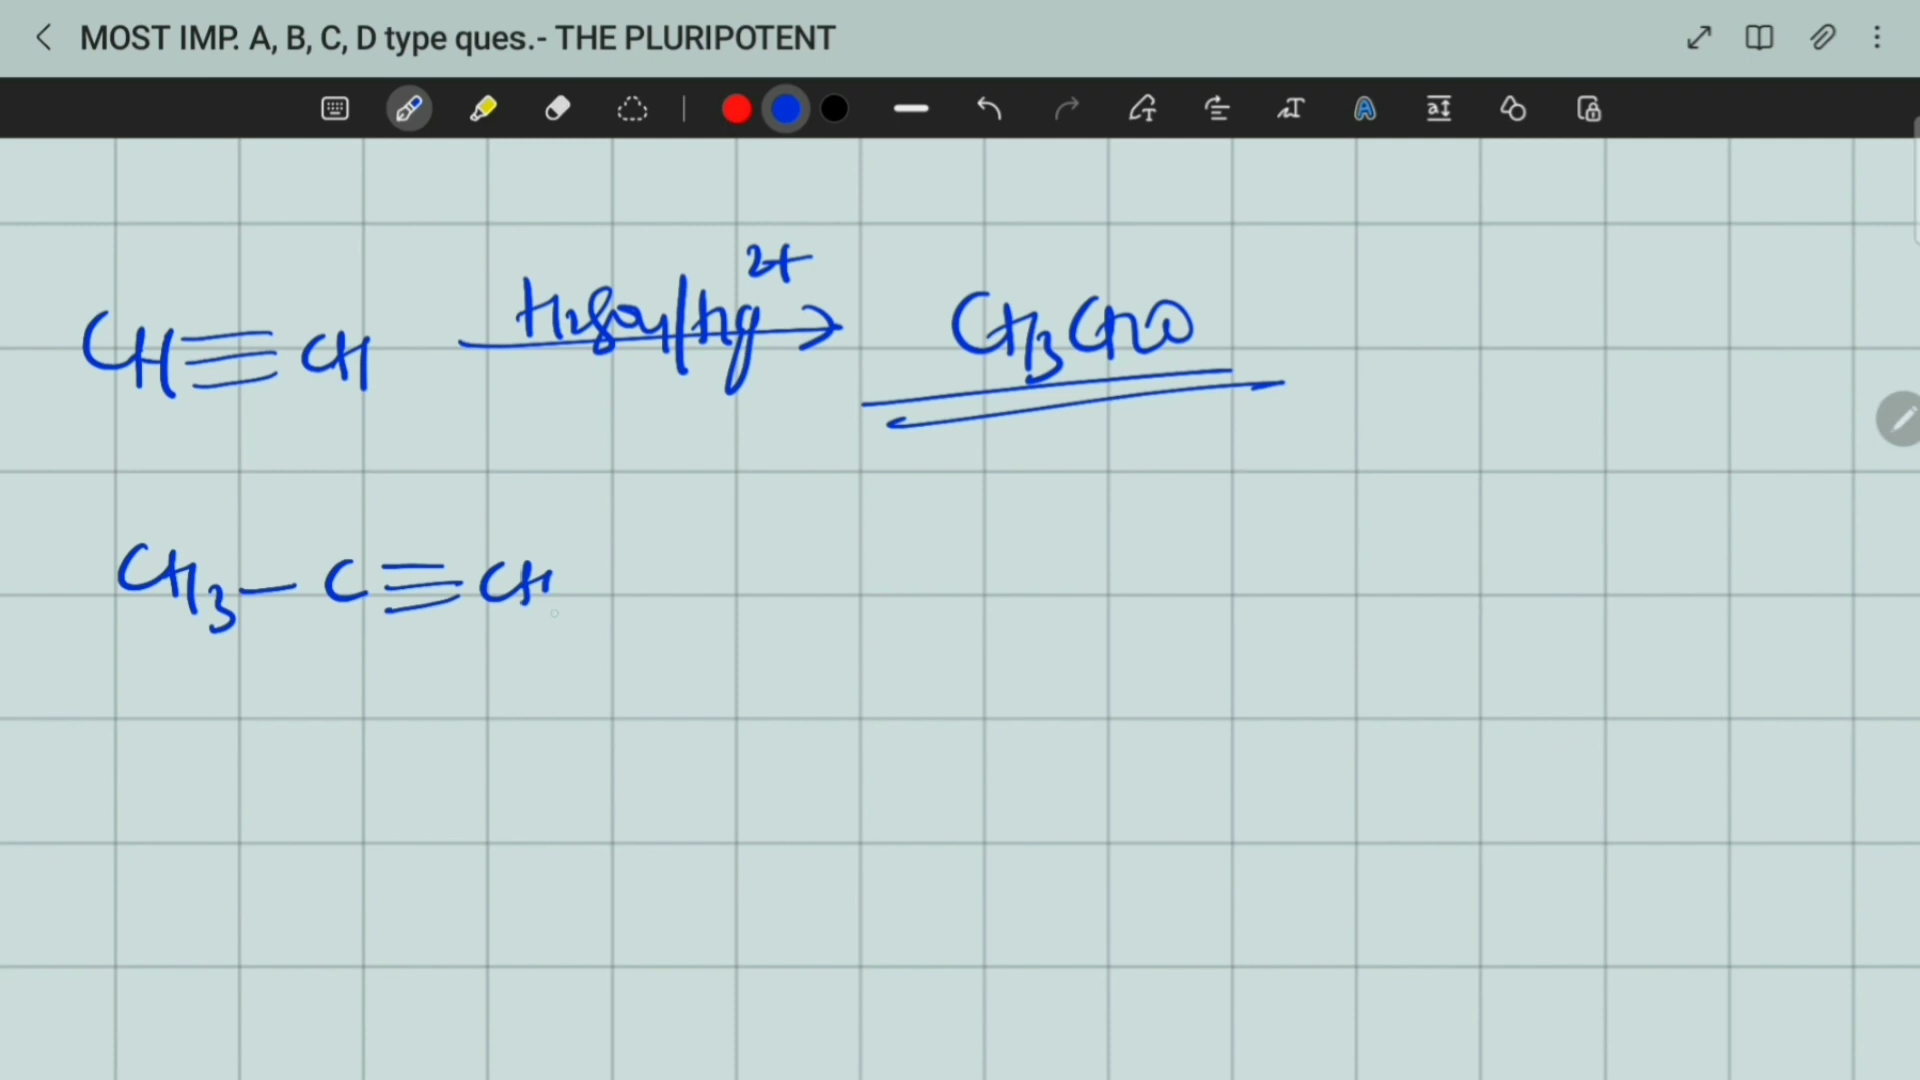 MOST IMP. A, B, C, D type ques.- THE PLURIPOTENT
CH≡CH H₂SO₄/Hg²⁺→ CH₃CHO
CH₃–C≡CH